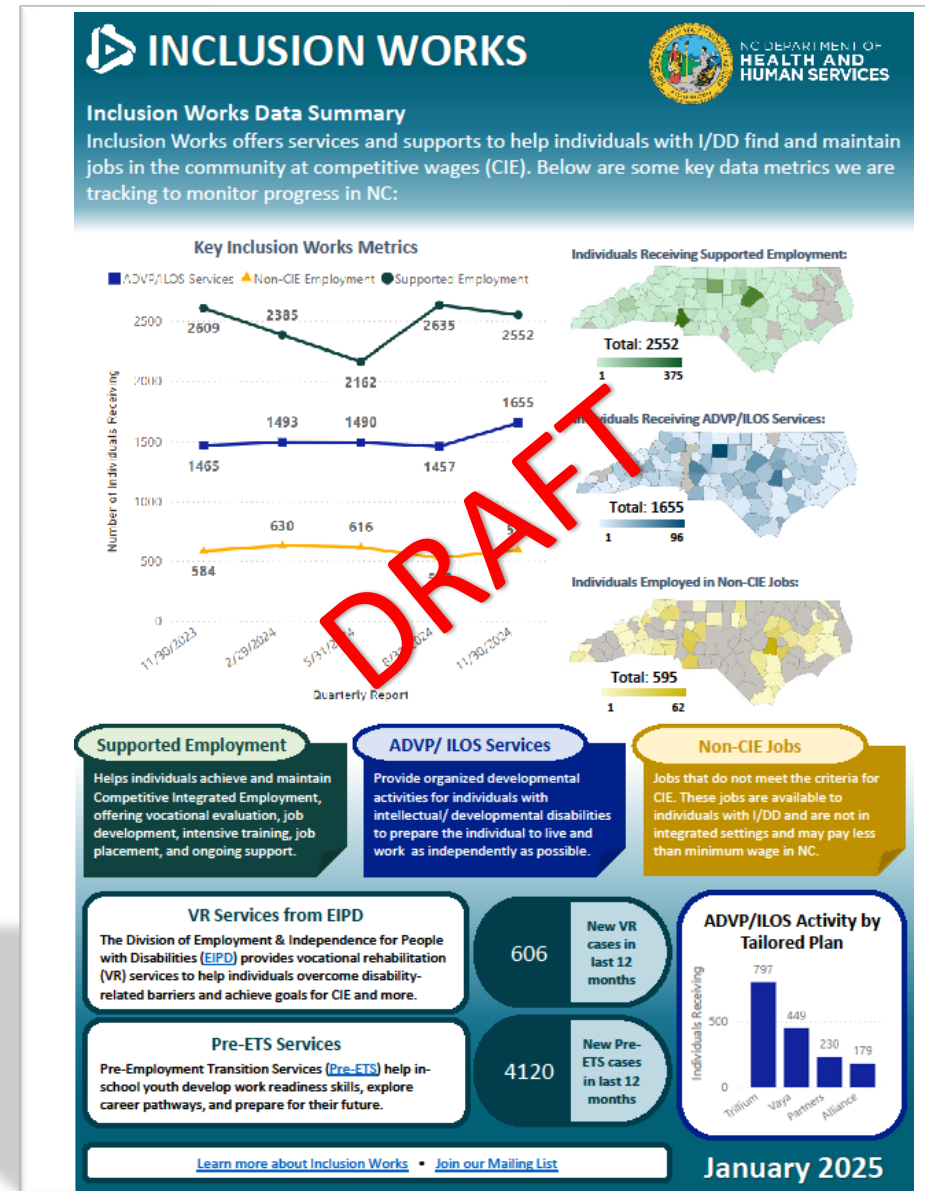 INCLUSION WORKS
NC DEPARTMENT OF
HEALTH AND
HUMAN SERVICES
Inclusion Works Data Summary
Inclusion Works offers services and supports to help individuals with I/DD find and maintain
jobs in the community at competitive wages (CIE). Below are some key data metrics we are
tracking to monitor progress in NC:
Key Inclusion Works Metrics
ADVP/ILOS Services Non-CIE Employment Supported Employment
Number of Individuals Receiving
2500
2000
1500
1000
500
0
2609
2385
2162
2635
2552
1465
1493
1490
1457
1655
584
630
616
11/30/2023
2/29/2024
5/31/2024
11/30/2024
Quarterly Report
DRAFT
Individuals Receiving Supported Employment:
Total: 2552
1 375
Individuals Receiving ADVP/ILOS Services:
Total: 1655
1 96
Individuals Employed in Non-CIE Jobs:
Total: 595
1 62
Supported Employment
Helps individuals achieve and maintain
Competitive Integrated Employment,
offering vocational evaluation, job
development, intensive training, job
placement, and ongoing support.
ADVP/ ILOS Services
Provide organized developmental
activities for individuals with
intellectual/ developmental disabilities
to prepare the individual to live and
work as independently as possible.
Non-CIE Jobs
Jobs that do not meet the criteria for
CIE. These jobs are available to
individuals with I/DD and are not in
integrated settings and may pay less
than minimum wage in NC.
VR Services from EIPD
The Division of Employment & Independence for People
with Disabilities (EIPD) provides vocational rehabilitation
(VR) services to help individuals overcome disability-
related barriers and achieve goals for CIE and more.
606
New VR
cases in
last 12
months
Pre-ETS Services
Pre-Employment Transition Services (Pre-ETS) help in-
school youth develop work readiness skills, explore
career pathways, and prepare for their future.
4120
New Pre-
ETS cases
in last 12
months
ADVP/ILOS Activity by
Tailored Plan
Individuals Receiving
500
0
797
449
230
179
Trillium
Vaya
Partners
Alliance
Learn more about Inclusion Works • Join our Mailing List
January 2025